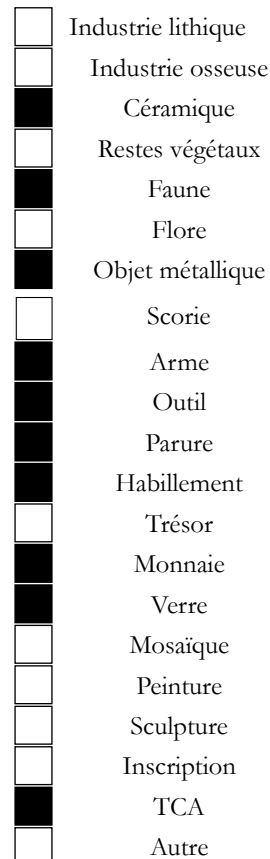 Industrie lithique
Industrie osseuse
Céramique
Restes végétaux
Faune
Flore
Objet métallique
Scorie
Arme
Outil
Parure
Habillement
Trésor
Monnaie
Verre
Mosaïque
Peinture
Sculpture
Inscription
TCA
Autre